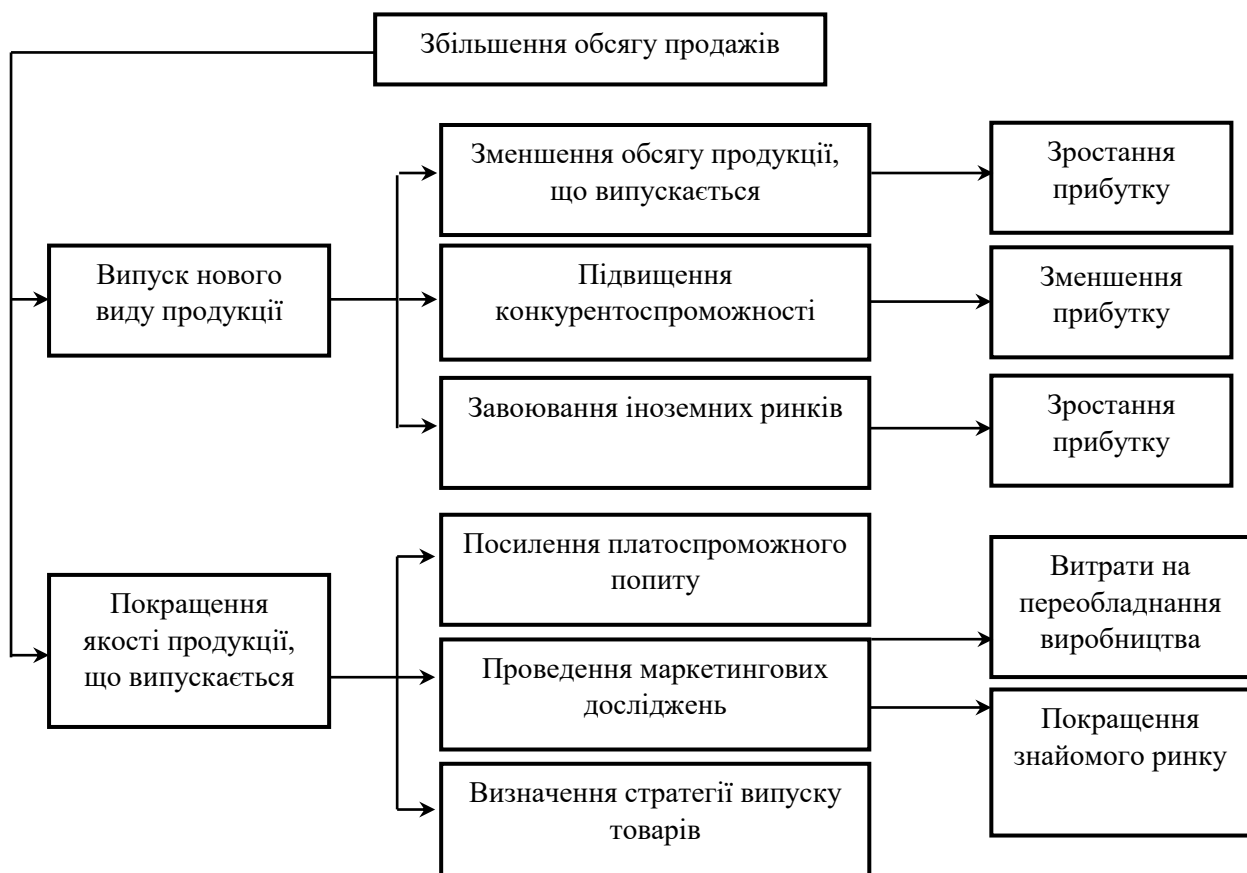 Збільшення обсягу продажів
Зменшення обсягу продукції,
що випускається
Зростання
прибутку
Випуск нового
виду продукції
Підвищення
конкурентоспроможності
Зменшення
прибутку
Завоювання іноземних ринків
Зростання
прибутку
Посилення платоспроможного
попиту
Витрати на
переобладнання
виробництва
Покращення
якості продукції,
що випускається
Проведення маркетингових
досліджень
Покращення
знайомого ринку
Визначення стратегії випуску
товарів